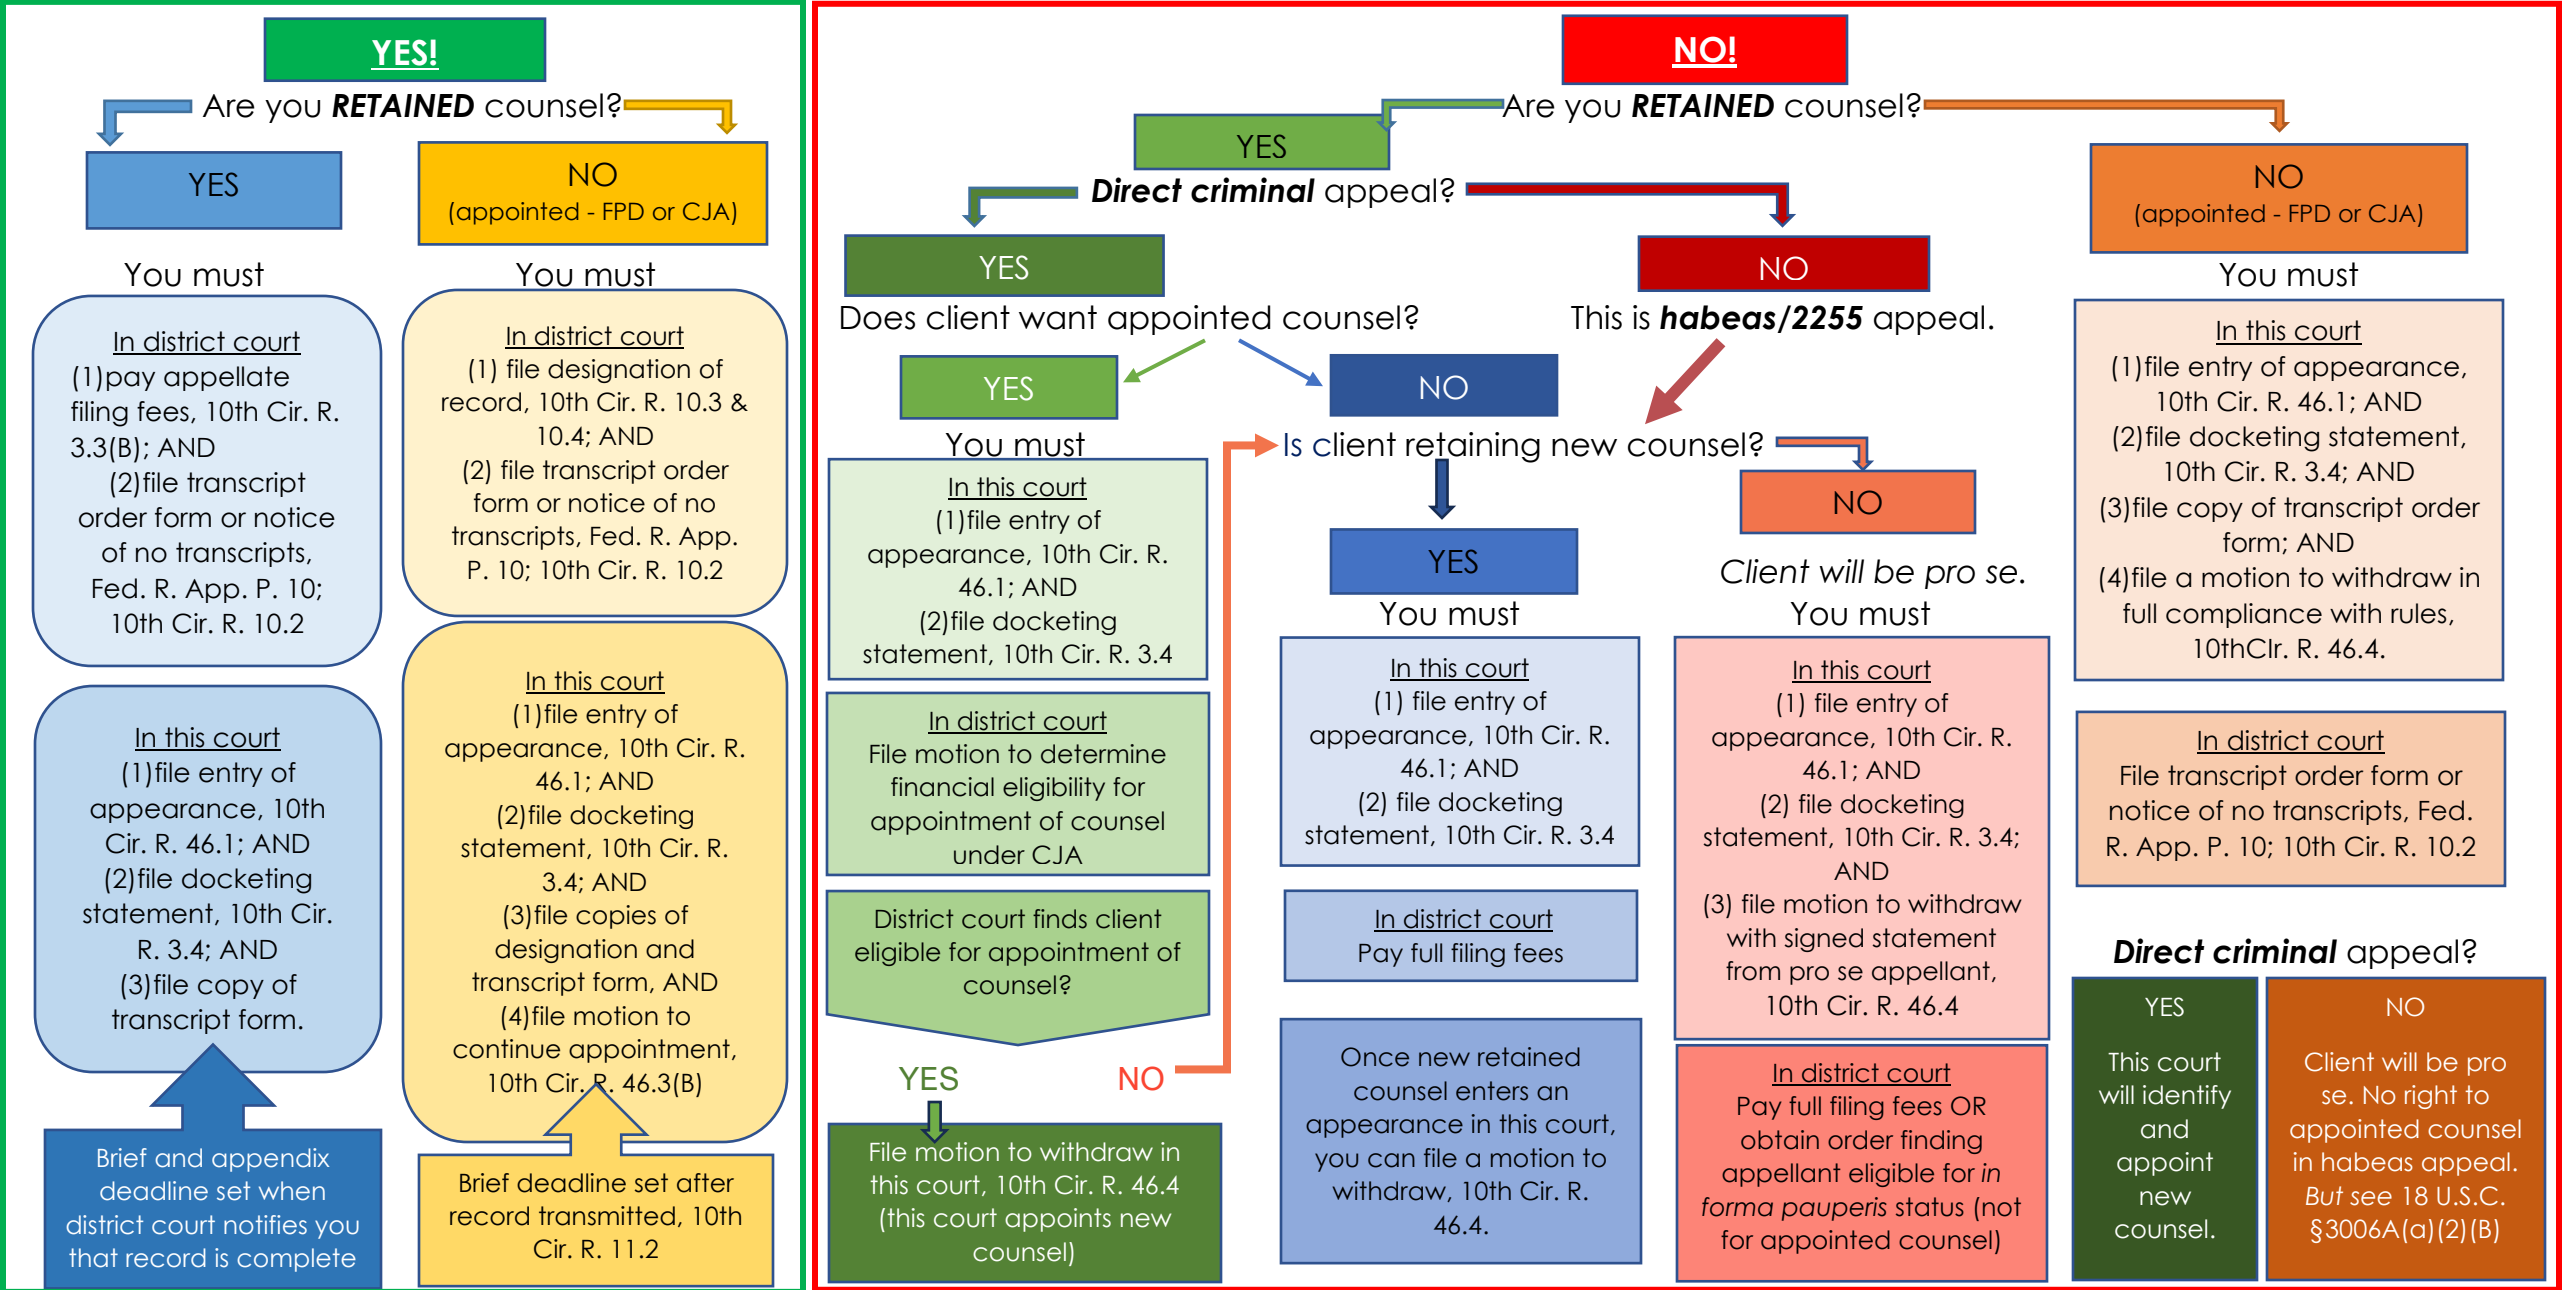 YES!
Are you RETAINED counsel?
YES
You must
In district court
(1)pay appellate
filing fees, 10th Cir. R.
3.3(B); AND
(2)file transcript
order form or notice
of no transcripts,
Fed. R. App. P. 10;
10th Cir. R. 10.2
In this court
(1)file entry of
appearance, 10th
Cir. R. 46.1; AND
(2)file docketing
statement, 10th Cir.
R. 3.4; AND
(3)file copy of
transcript form.
Brief and appendix
deadline set when
district court notifies you
that record is complete
NO
(appointed - FPD or CJA)
You must
In district court
(1) file designation of
record, 10th Cir. R. 10.3 &
10.4; AND
(2) file transcript order
form or notice of no
transcripts, Fed. R. App.
P. 10; 10th Cir. R. 10.2
In this court
(1)file entry of
appearance, 10th Cir. R.
46.1; AND
(2)file docketing
statement, 10th Cir. R.
3.4; AND
(3)file copies of
designation and
transcript form, AND
(4)file motion to
continue appointment,
10th Cir. R. 46.3(B)
Brief deadline set after
record transmitted, 10th
Cir. R. 11.2
NO!
Are you RETAINED counsel?
YES
Direct criminal appeal?
YES
Does client want appointed counsel?
YES
You must
In this court
(1)file entry of
appearance, 10th Cir. R.
46.1; AND
(2)file docketing
statement, 10th Cir. R. 3.4
In district court
File motion to determine
financial eligibility for
appointment of counsel
under CJA
District court finds client
eligible for appointment of
counsel?
YES
NO
File motion to withdraw in
this court, 10th Cir. R. 46.4
(this court appoints new
counsel)
NO
This is habeas/2255 appeal.
NO
Is client retaining new counsel?
YES
You must
In this court
(1) file entry of
appearance, 10th Cir. R.
46.1; AND
(2) file docketing
statement, 10th Cir. R. 3.4
In district court
Pay full filing fees
Once new retained
counsel enters an
appearance in this court,
you can file a motion to
withdraw, 10th Cir. R.
46.4.
NO
Client will be pro se.
You must
In this court
(1) file entry of
appearance, 10th Cir. R.
46.1; AND
(2) file docketing
statement, 10th Cir. R. 3.4;
AND
(3) file motion to withdraw
with signed statement
from pro se appellant,
10th Cir. R. 46.4
In district court
Pay full filing fees OR
obtain order finding
appellant eligible for in
forma pauperis status (not
for appointed counsel)
NO
(appointed - FPD or CJA)
You must
In this court
(1)file entry of appearance,
10th Cir. R. 46.1; AND
(2)file docketing statement,
10th Cir. R. 3.4; AND
(3)file copy of transcript order
form; AND
(4)file a motion to withdraw in
full compliance with rules,
10thCIr. R. 46.4.
In district court
File transcript order form or
notice of no transcripts, Fed.
R. App. P. 10; 10th Cir. R. 10.2
Direct criminal appeal?
YES
This court
will identify
and
appoint
new
counsel.
NO
Client will be pro
se. No right to
appointed counsel
in habeas appeal.
But see 18 U.S.C.
§3006A(a)(2)(B)